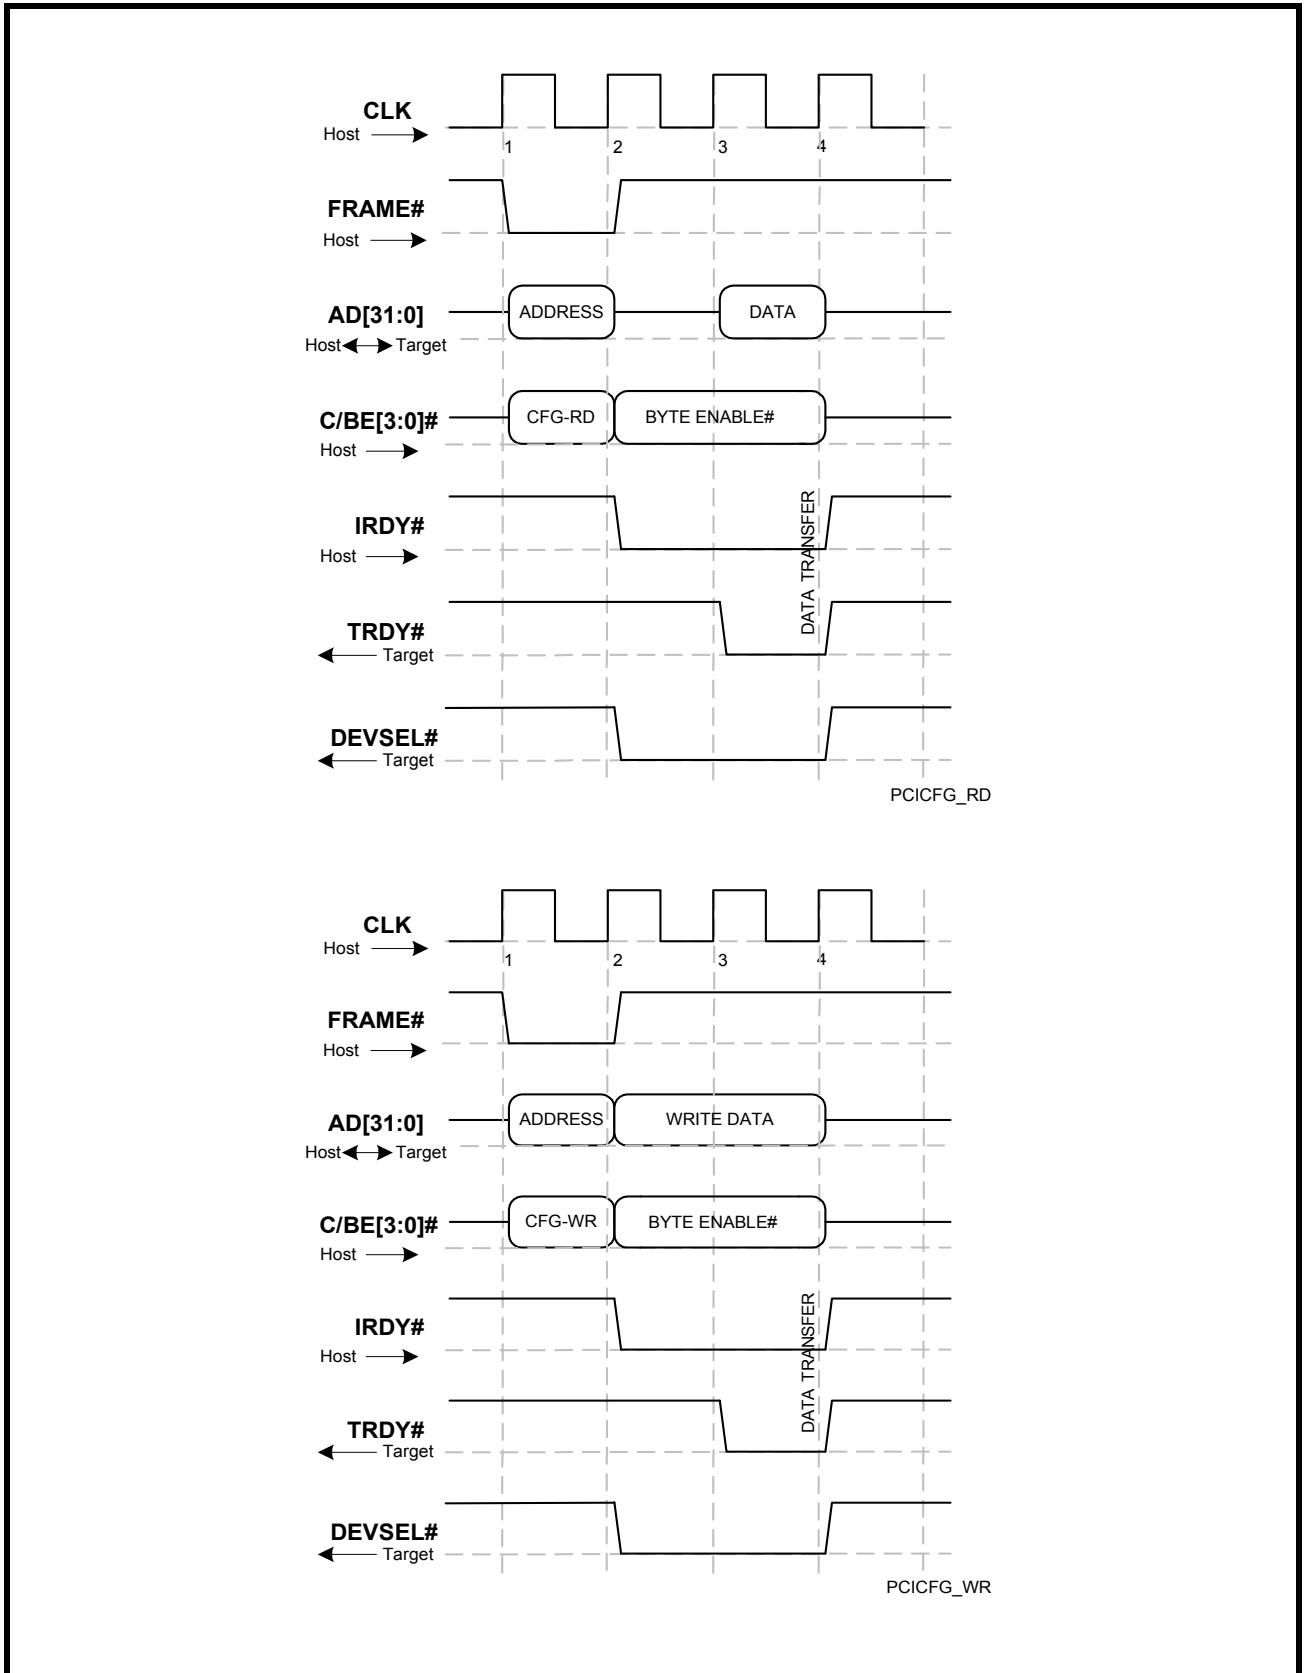 CLK
Host
1 2 3 4
FRAME#
Host
AD[31:0]
ADDRESS DATA
Host Target
C/BE[3:0]#
CFG-RD BYTE ENABLE#
Host
IRDY#
Host
DATA TRANSFER
TRDY#
Target
DEVSEL#
Target
PCICFG_RD
CLK
Host
1 2 3 4
FRAME#
Host
AD[31:0]
ADDRESS WRITE DATA
Host Target
C/BE[3:0]#
CFG-WR BYTE ENABLE#
Host
IRDY#
Host
DATA TRANSFER
TRDY#
Target
DEVSEL#
Target
PCICFG_WR